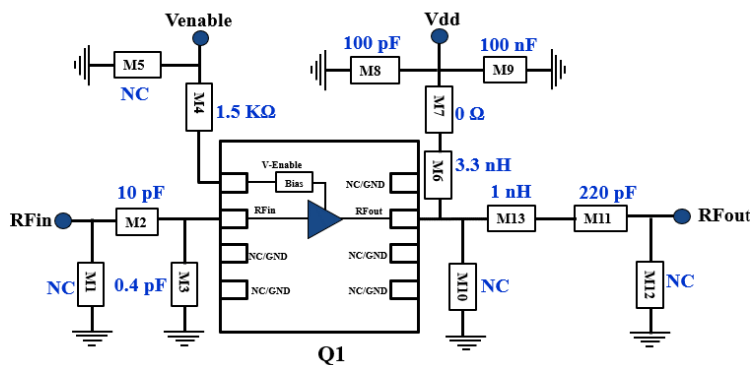 Venable
Vdd
100 pF
100 nF
M5
M8
M9
NC
M4
1.5 KΩ
M7
0 Ω
V-Enable
Bias
NC/GND
M6
3.3 nH
10 pF
1 nH
220 pF
RFin
M2
RFin
RFout
M13
M11
RFout
NC
M1
0.4 pF
M3
NC/GND
NC/GND
M10
NC
M12
NC
NC/GND
NC/GND
Q1